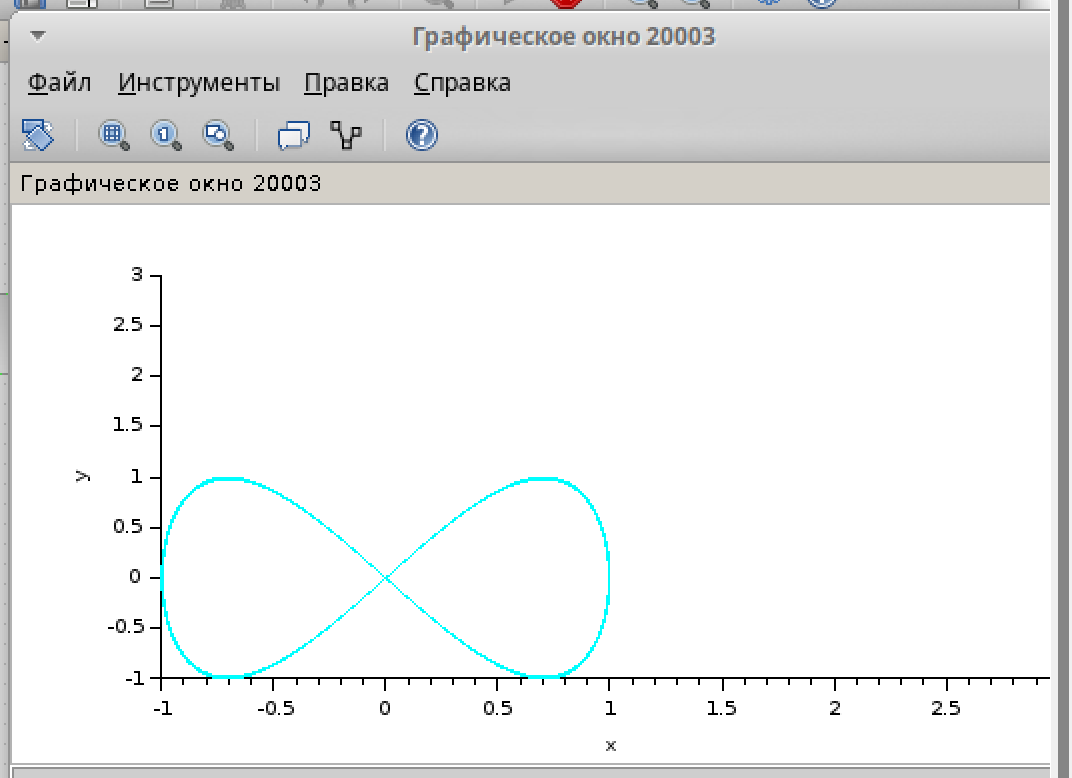 Графическое окно 20003
Файл Инструменты Правка Справка
Графическое окно 20003
3
2.5
2
1.5
y
1
0.5
0
-0.5
-1
-1 -0.5 0 0.5 1 1.5 2 2.5
x